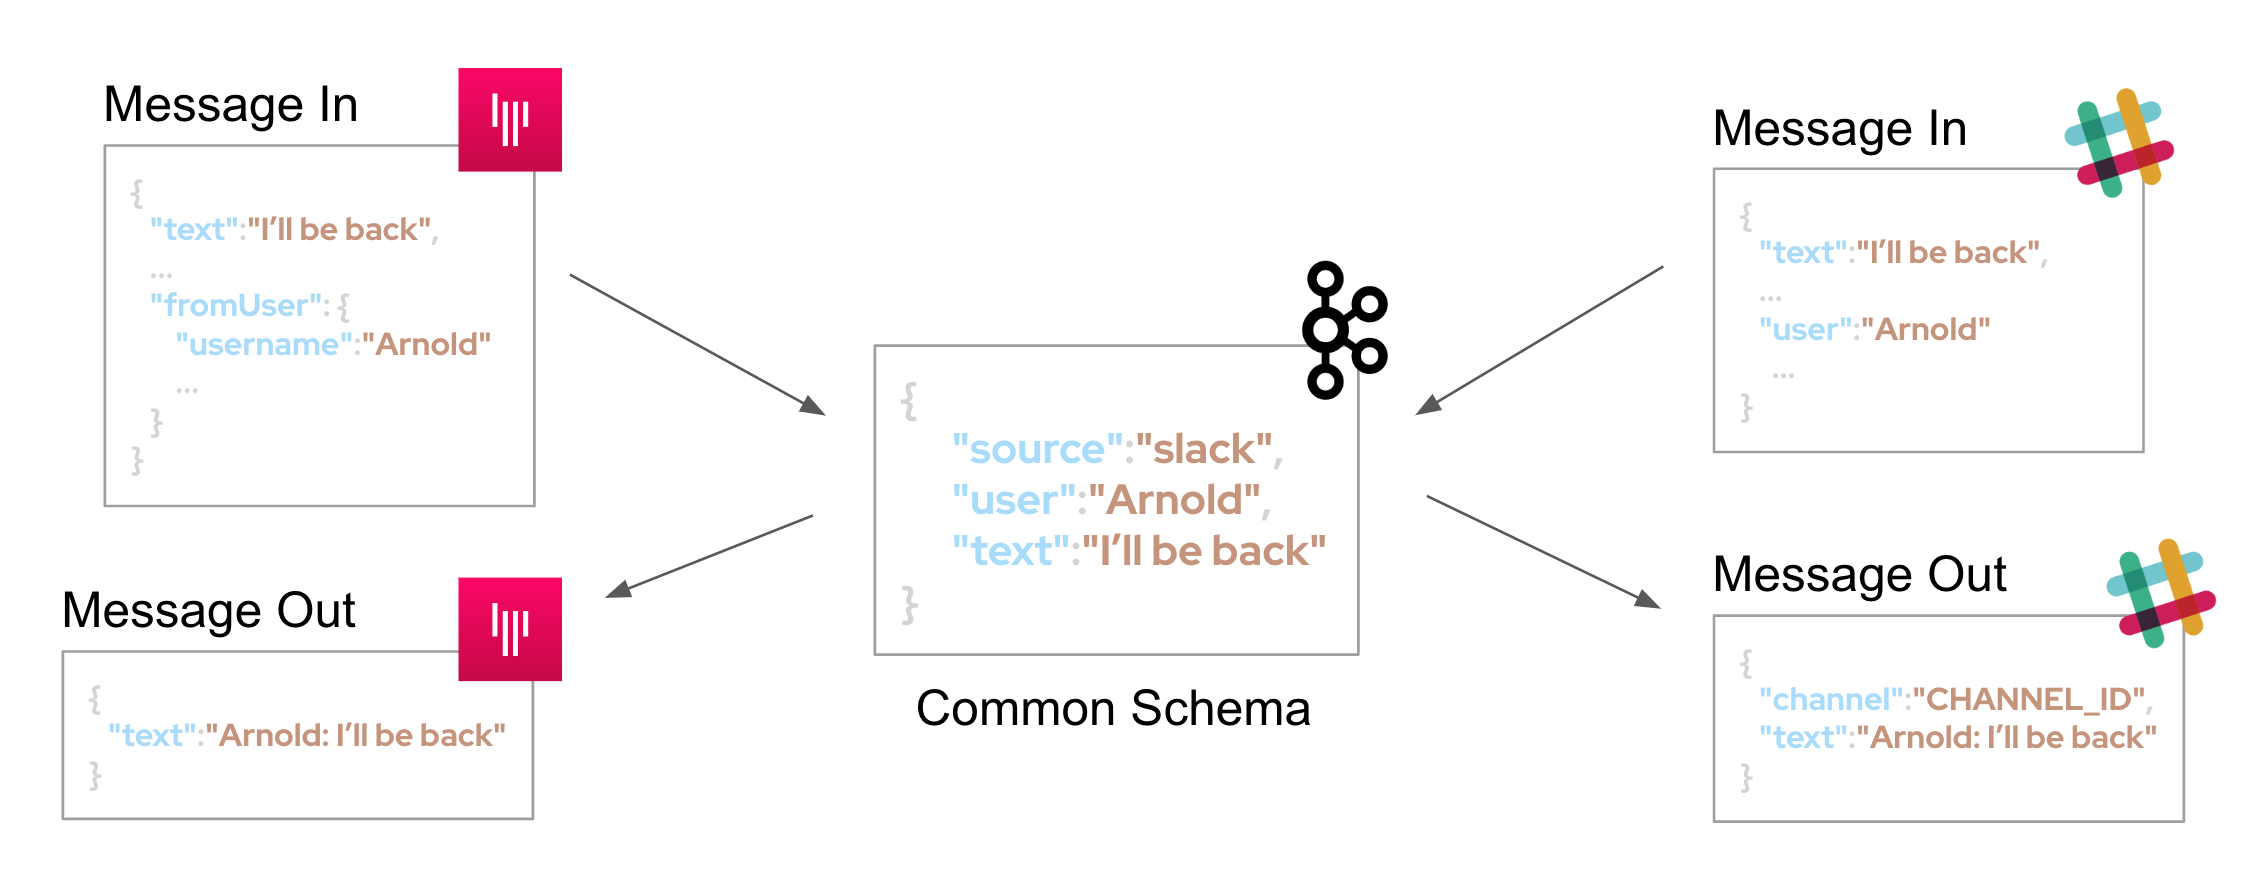 Message In
{
"text":"I’ll be back",
...
"fromUser": {
"username":"Arnold"
...
}
}
Message Out
{
"text":"Arnold: I’ll be back"
}
{
"source":"slack",
"user":"Arnold",
"text":"I’ll be back"
}
Common Schema
Message In
{
"text":"I’ll be back",
...
"user":"Arnold"
...
}
Message Out
{
"channel":"CHANNEL_ID",
"text":"Arnold: I’ll be back"
}